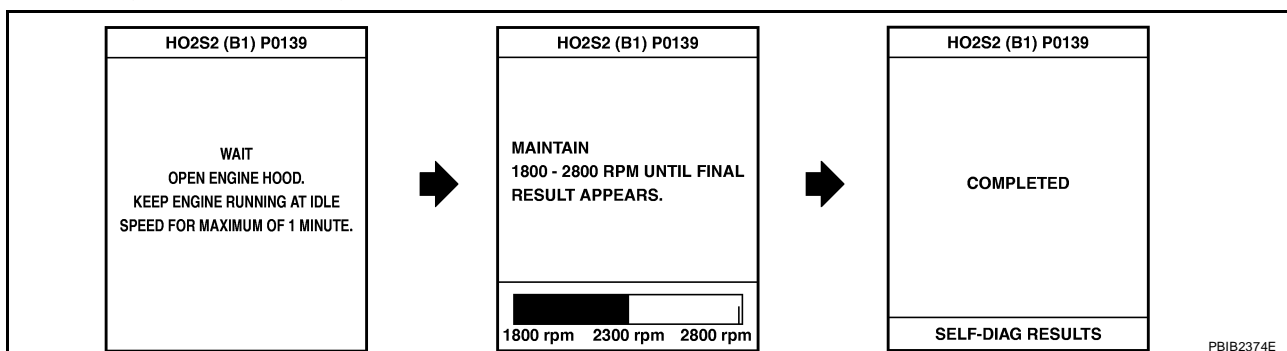 HO2S2 (B1) P0139
WAIT
OPEN ENGINE HOOD.
KEEP ENGINE RUNNING AT IDLE
SPEED FOR MAXIMUM OF 1 MINUTE.
HO2S2 (B1) P0139
MAINTAIN
1800 - 2800 RPM UNTIL FINAL
RESULT APPEARS.
1800 rpm 2300 rpm 2800 rpm
HO2S2 (B1) P0139
COMPLETED
SELF-DIAG RESULTS
PBIB2374E